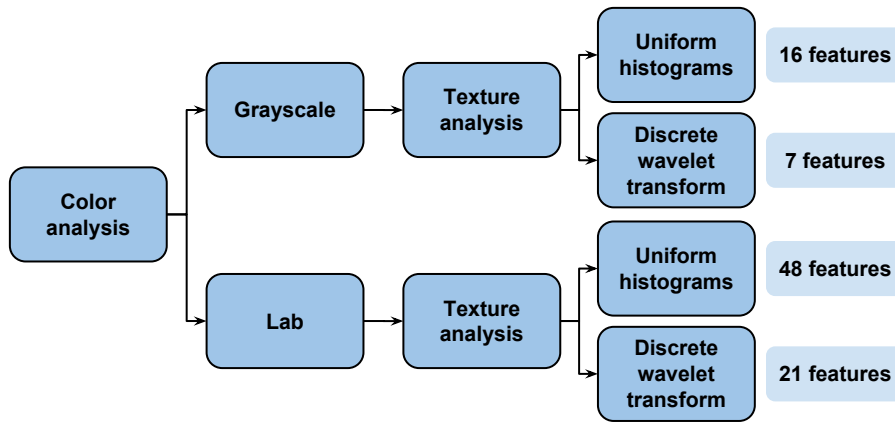 Color
analysis
Grayscale
Texture
analysis
Uniform
histograms
16 features
Discrete
wavelet
transform
7 features
Lab
Texture
analysis
Uniform
histograms
48 features
Discrete
wavelet
transform
21 features